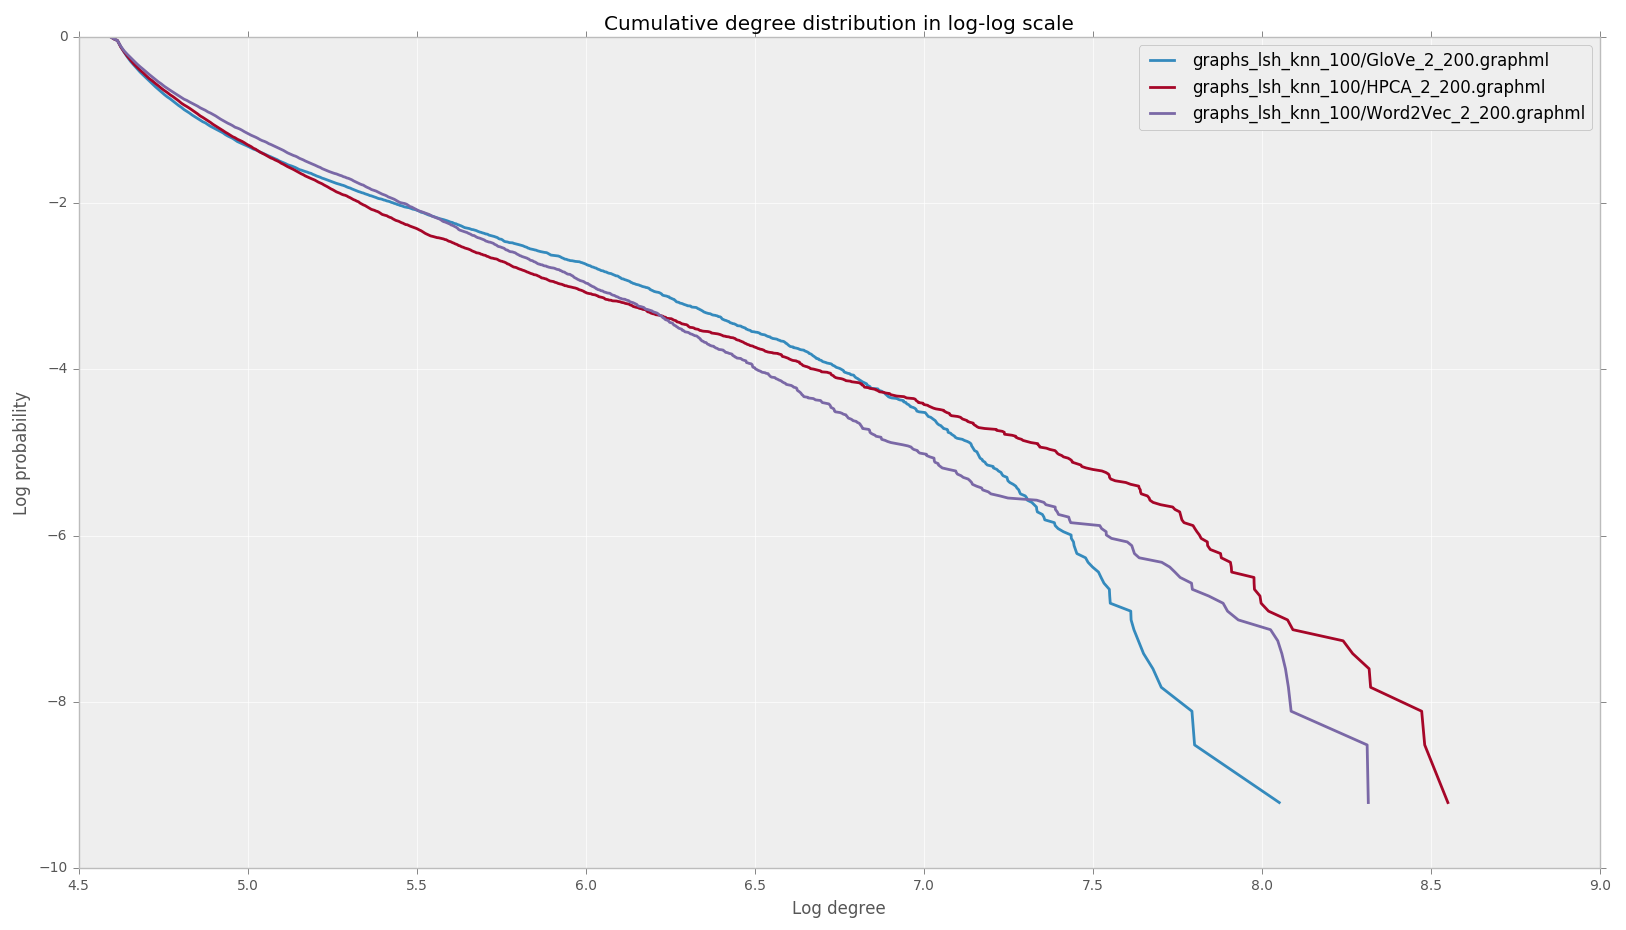 Cumulative degree distribution in log-log scale
graphs_lsh_knn_100/GloVe_2_200.graphml
graphs_lsh_knn_100/HPCA_2_200.graphml
graphs_lsh_knn_100/Word2Vec_2_200.graphml
0
−2
−4
−6
−8
−10
Log probability
4.5 5.0 5.5 6.0 6.5 7.0 7.5 8.0 8.5 9.0
Log degree